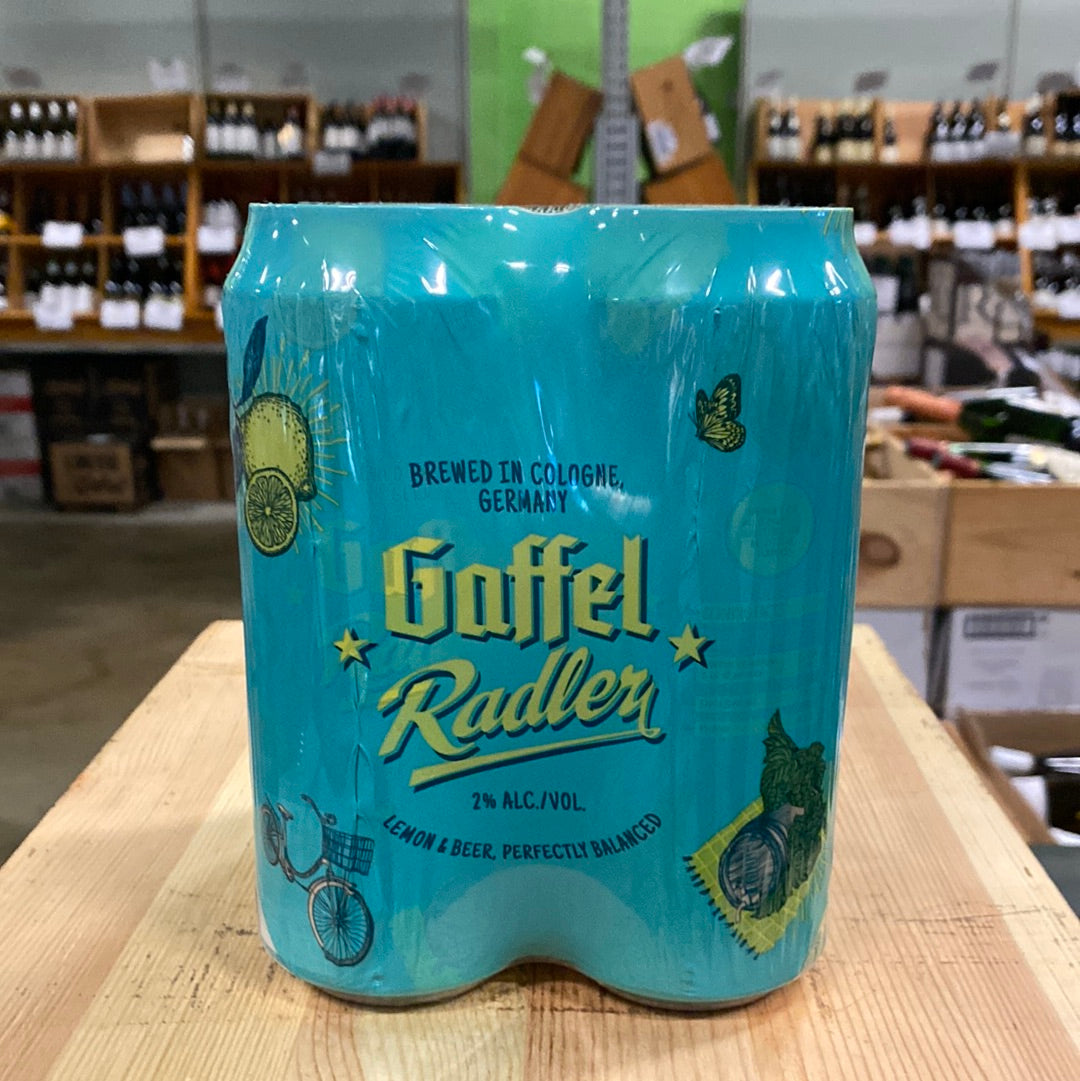 BREWED IN COLOGNE,
GERMANY
Gaffel
Radler
2% ALC./VOL.
LEMON & BEER, PERFECTLY BALANCED